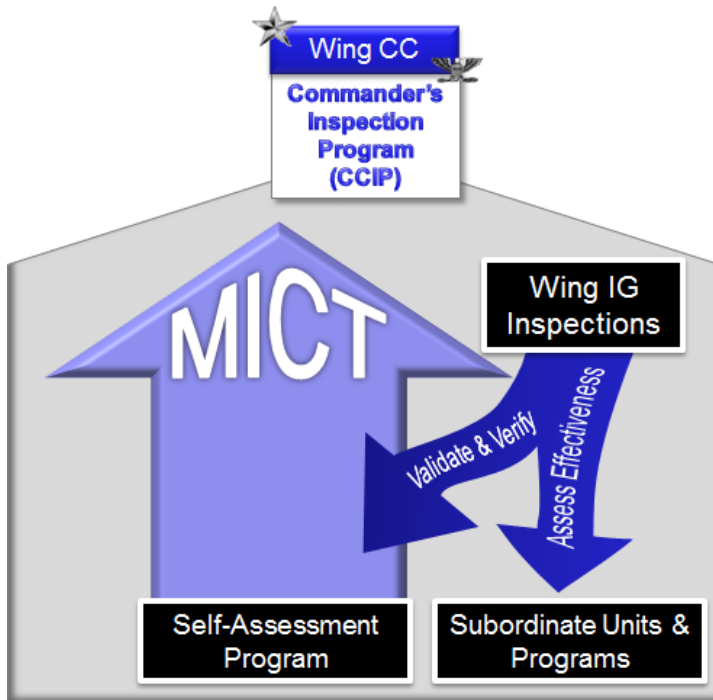 Wing CC
Commander's
Inspection
Program
(CCIP)
MICT
Wing IG
Inspections
Validate & Verify
Assess Effectiveness
Self-Assessment
Program
Subordinate Units &
Programs